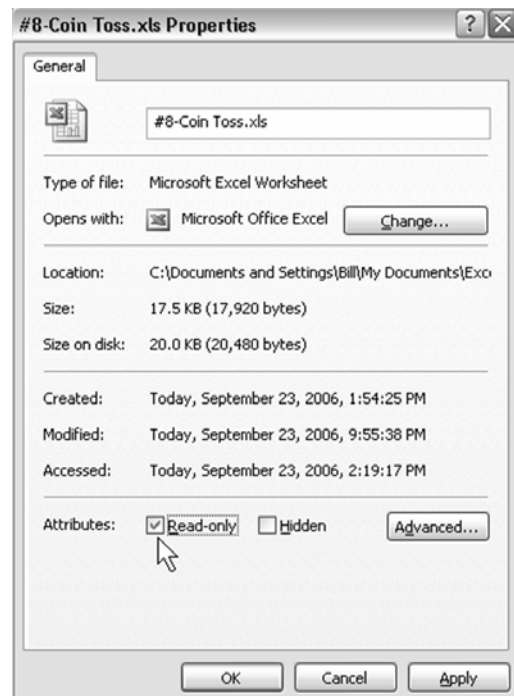 #8-Coin Toss.xls Properties
General
#8-Coin Toss.xls
Type of file: Microsoft Excel Worksheet
Opens with: Microsoft Office Excel Change...
Location: C:\Documents and Settings\Bill\My Documents\Exc
Size: 17.5 KB (17,920 bytes)
Size on disk: 20.0 KB (20,480 bytes)
Created: Today, September 23, 2006, 1:54:25 PM
Modified: Today, September 23, 2006, 9:55:38 PM
Accessed: Today, September 23, 2006, 2:19:17 PM
Attributes: Read-only Hidden Advanced...
OK Cancel Apply